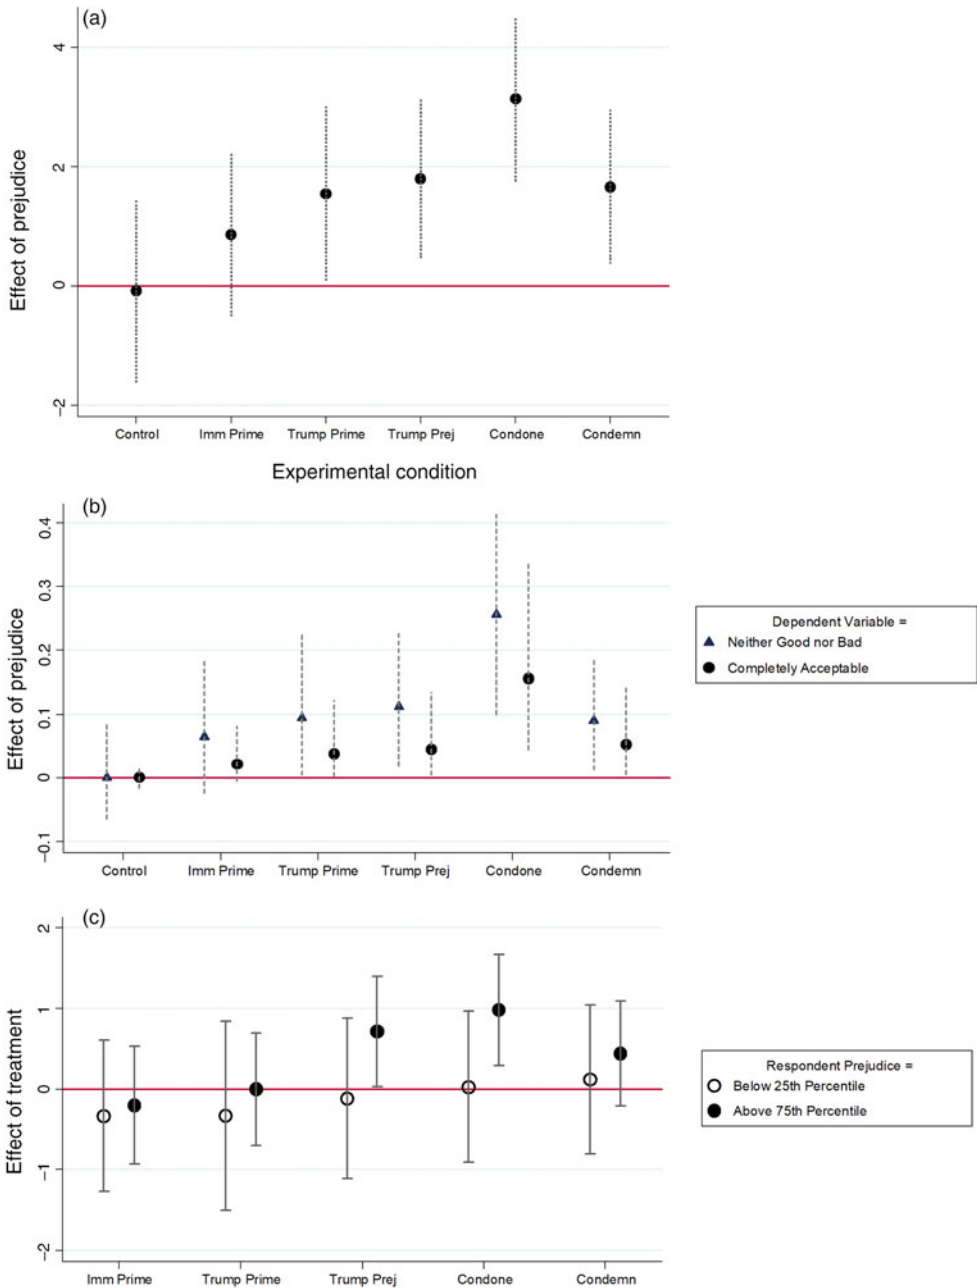 (a)
4
2
0
−2
Effect of prejudice
Control Imm Prime Trump Prime Trump Prej Condone Condemn
Experimental condition
(b)
0.4
0.3
0.2
0.1
0
−0.1
Effect of prejudice
Control Imm Prime Trump Prime Trump Prej Condone Condemn
Dependent Variable =
Neither Good nor Bad
Completely Acceptable
(c)
2
1
0
−1
−2
Effect of treatment
Imm Prime Trump Prime Trump Prej Condone Condemn
Respondent Prejudice =
Below 25th Percentile
Above 75th Percentile